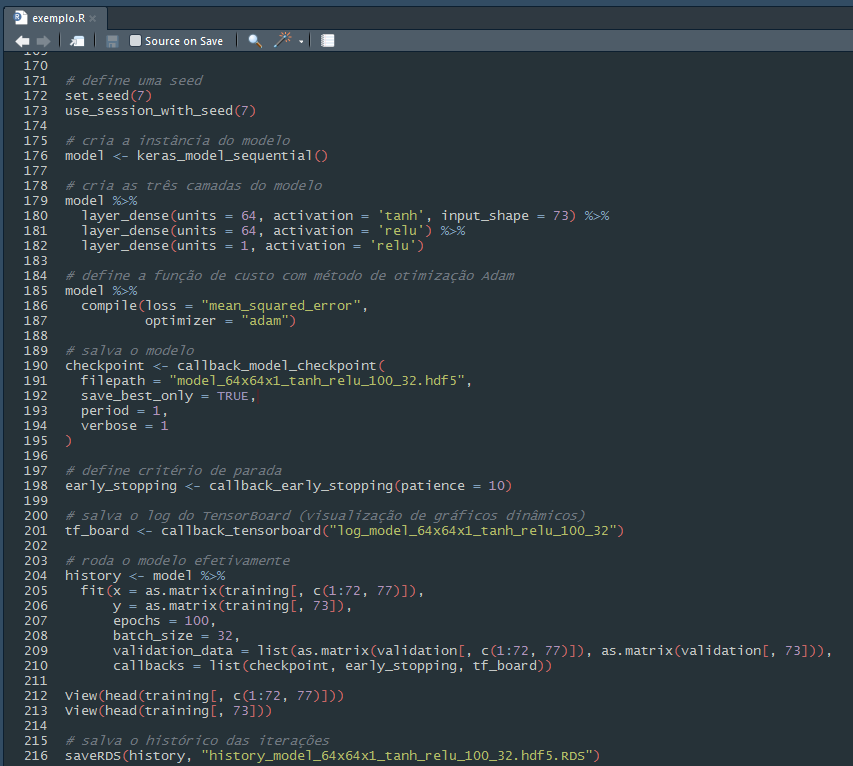 exemplo.R
Source on Save
169
170
171 # define uma seed
172 set.seed(7)
173 use_session_with_seed(7)
174
175 # cria a instância do modelo
176 model <- keras_model_sequential()
177
178 # cria as três camadas do modelo
179 model %>%
180   layer_dense(units = 64, activation = 'tanh', input_shape = 73) %>%
181   layer_dense(units = 64, activation = 'relu') %>%
182   layer_dense(units = 1, activation = 'relu')
183
184 # define a função de custo com método de otimização Adam
185 model %>%
186   compile(loss = "mean_squared_error",
187           optimizer = "adam")
188
189 # salva o modelo
190 checkpoint <- callback_model_checkpoint(
191   filepath = "model_64x64x1_tanh_relu_100_32.hdf5",
192   save_best_only = TRUE,
193   period = 1,
194   verbose = 1
195 )
196
197 # define critério de parada
198 early_stopping <- callback_early_stopping(patience = 10)
199
200 # salva o log do TensorBoard (visualização de gráficos dinâmicos)
201 tf_board <- callback_tensorboard("log_model_64x64x1_tanh_relu_100_32")
202
203 # roda o modelo efetivamente
204 history <- model %>%
205   fit(x = as.matrix(training[, c(1:72, 77)]),
206       y = as.matrix(training[, 73]),
207       epochs = 100,
208       batch_size = 32,
209       validation_data = list(as.matrix(validation[, c(1:72, 77)]), as.matrix(validation[, 73])),
210       callbacks = list(checkpoint, early_stopping, tf_board))
211
212 View(head(training[, c(1:72, 77)]))
213 View(head(training[, 73]))
214
215 # salva o histórico das iterações
216 saveRDS(history, "history_model_64x64x1_tanh_relu_100_32.hdf5.RDS")